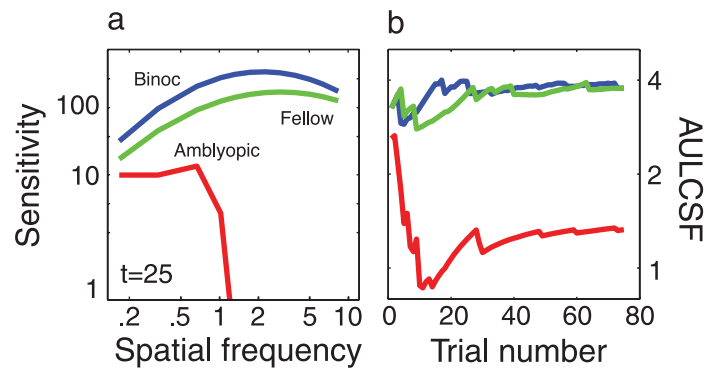 a
Sensitivity
100
10
1
Binoc
Fellow
Amblyopic
t=25
.2 .5 1 2 5 10
Spatial frequency
b
4
2
1
AULCSF
0 20 40 60 80
Trial number